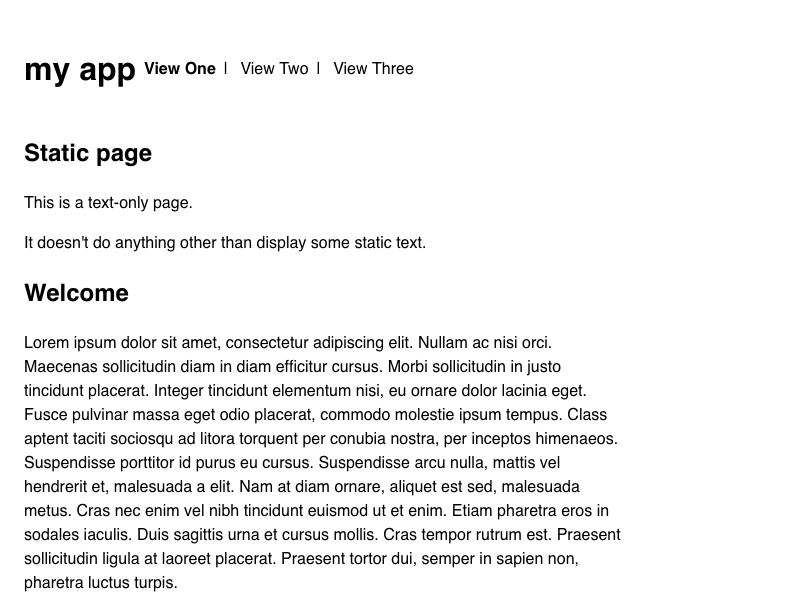 my app View One | View Two | View Three
Static page
This is a text-only page.
It doesn't do anything other than display some static text.
Welcome
Lorem ipsum dolor sit amet, consectetur adipiscing elit. Nullam ac nisi orci.
Maecenas sollicitudin diam in diam efficitur cursus. Morbi sollicitudin in justo
tincidunt placerat. Integer tincidunt elementum nisi, eu ornare dolor lacinia eget.
Fusce pulvinar massa eget odio placerat, commodo molestie ipsum tempus. Class
aptent taciti sociosqu ad litora torquent per conubia nostra, per inceptos himenaeos.
Suspendisse porttitor id purus eu cursus. Suspendisse arcu nulla, mattis vel
hendrerit et, malesuada a elit. Nam at diam ornare, aliquet est sed, malesuada
metus. Cras nec enim vel nibh tincidunt euismod ut et enim. Etiam pharetra eros in
sodales iaculis. Duis sagittis urna et cursus mollis. Cras tempor rutrum est. Praesent
sollicitudin ligula at laoreet placerat. Praesent tortor dui, semper in sapien non,
pharetra luctus turpis.